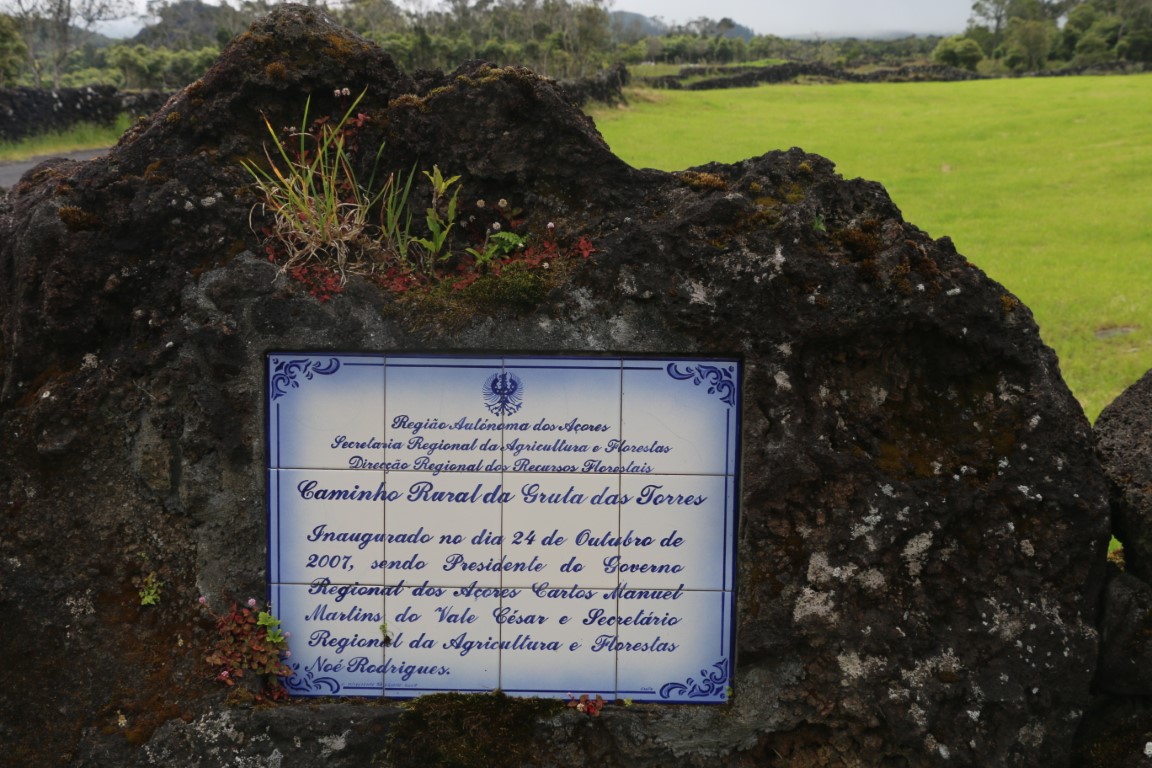 Região Autónoma dos Açores
Secretaria Regional da Agricultura e Florestas
Direcção Regional dos Recursos Florestais
Caminho Rural da Gruta das Torres
Inaugurado no dia 24 de Outubro de
2007, sendo Presidente do Governo
Regional dos Açores Carlos Manuel
Martins do Vale César e Secretário
Regional da Agricultura e Florestas
Noé Rodrigues.